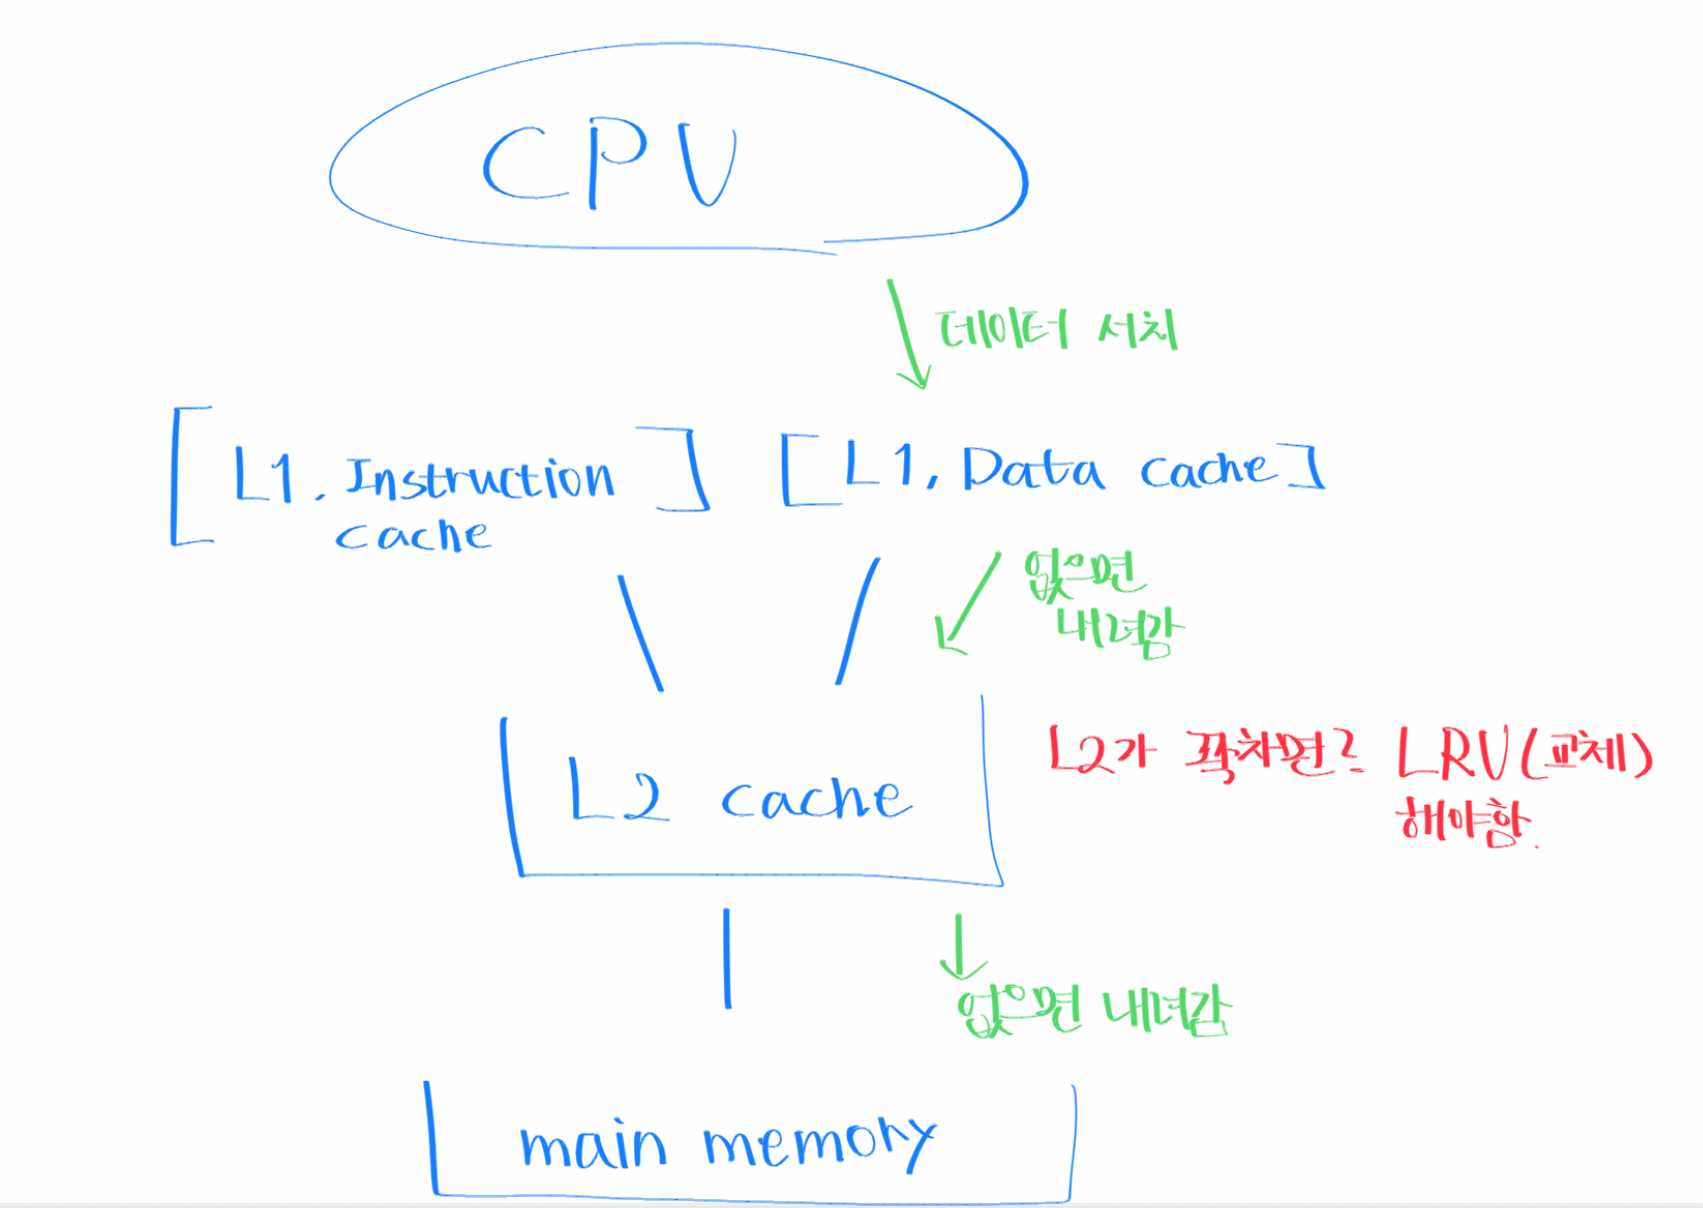 CPU
데이터 서치
L1. Instruction
cache
L1, Data cache
없으면
내려감
L2가 꽉차면? LRU(교체)
해야함.
L2 cache
없으면 내려감
main memory